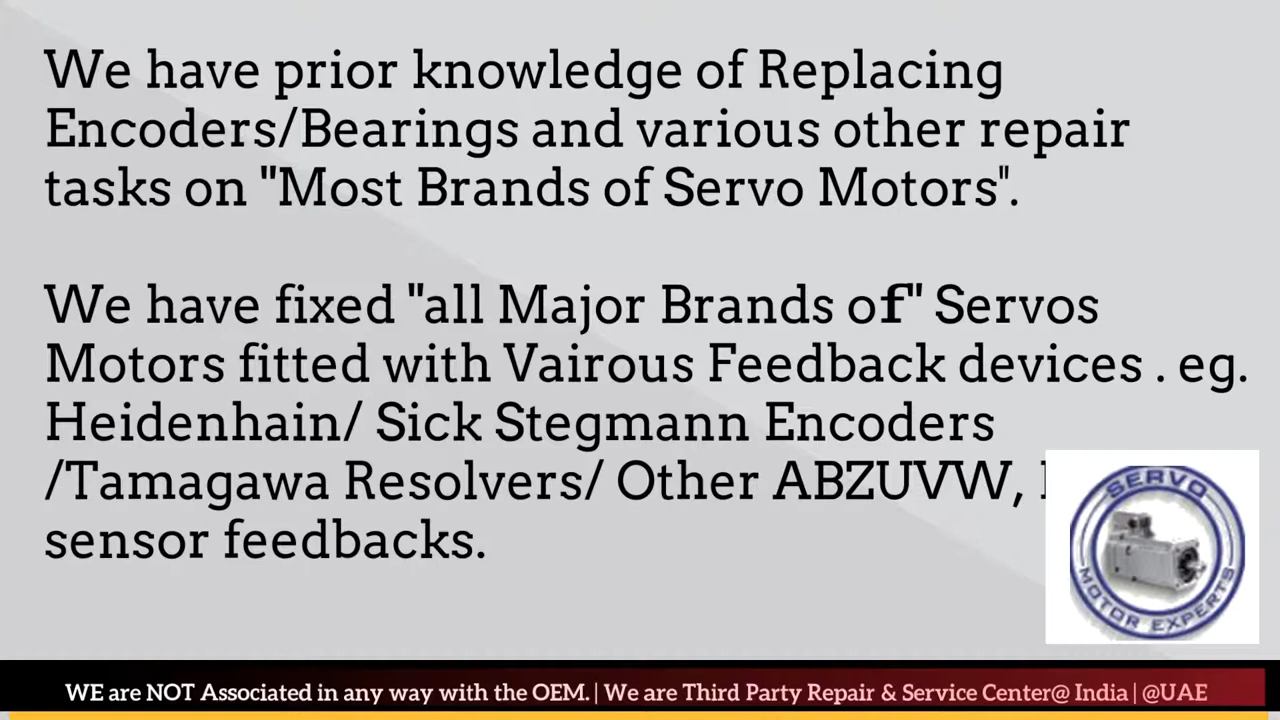 We have prior knowledge of Replacing
Encoders/Bearings and various other repair
tasks on "Most Brands of Servo Motors".
We have fixed "all Major Brands of" Servos
Motors fitted with Vairous Feedback devices . eg.
Heidenhain/ Sick Stegmann Encoders
/Tamagawa Resolvers/ Other ABZUVW,
sensor feedbacks.
SERVO
MOTOR EXPERTS
WE are NOT Associated in any way with the OEM. | We are Third Party Repair & Service Center@ India | @UAE